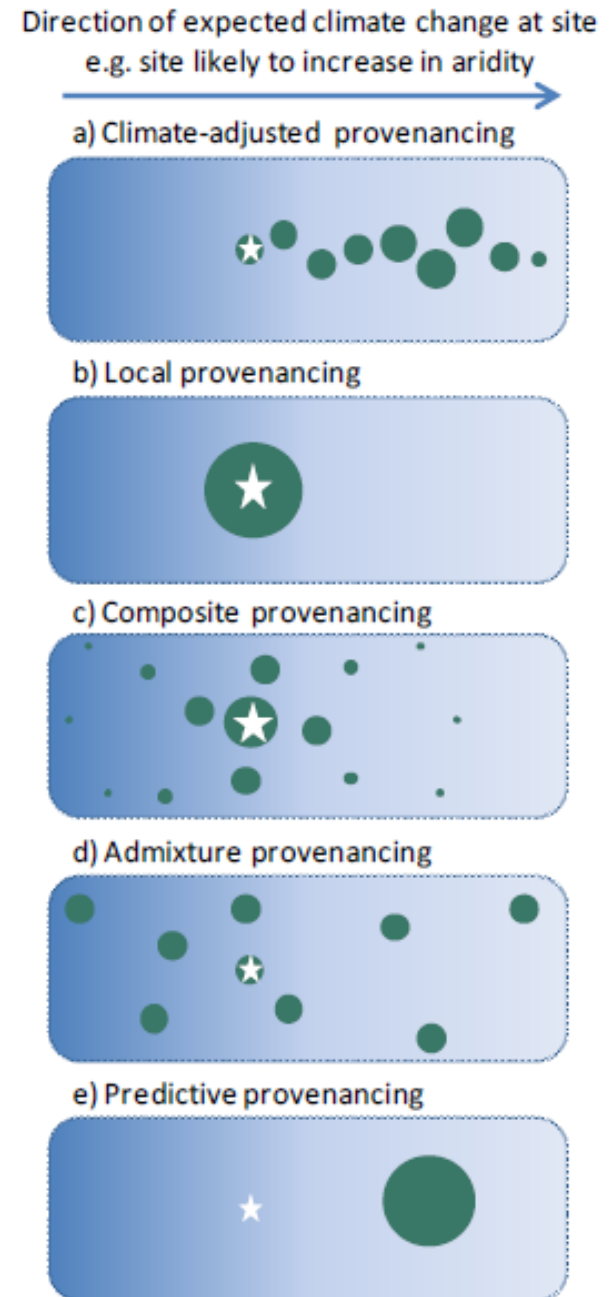 Direction of expected climate change at site
e.g. site likely to increase in aridity
a) Climate-adjusted provenancing
b) Local provenancing
c) Composite provenancing
d) Admixture provenancing
e) Predictive provenancing